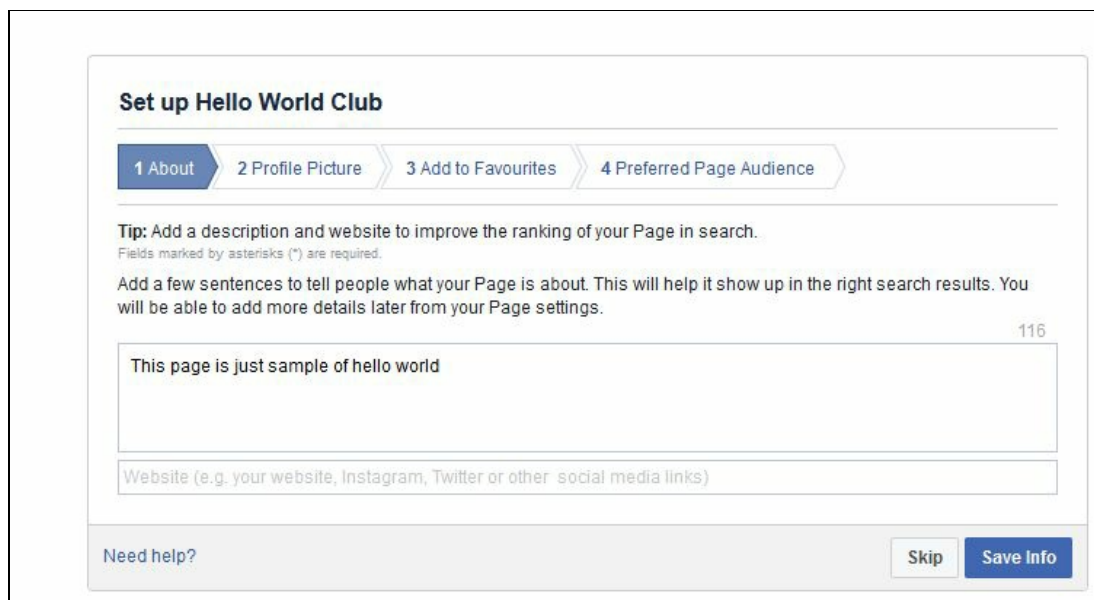 Set up Hello World Club
1 About 2 Profile Picture 3 Add to Favourites 4 Preferred Page Audience
Tip: Add a description and website to improve the ranking of your Page in search.
Fields marked by asterisks (*) are required.
Add a few sentences to tell people what your Page is about. This will help it show up in the right search results. You
will be able to add more details later from your Page settings.
116
This page is just sample of hello world
Website (e.g. your website, Instagram, Twitter or other social media links)
Need help? Skip Save Info